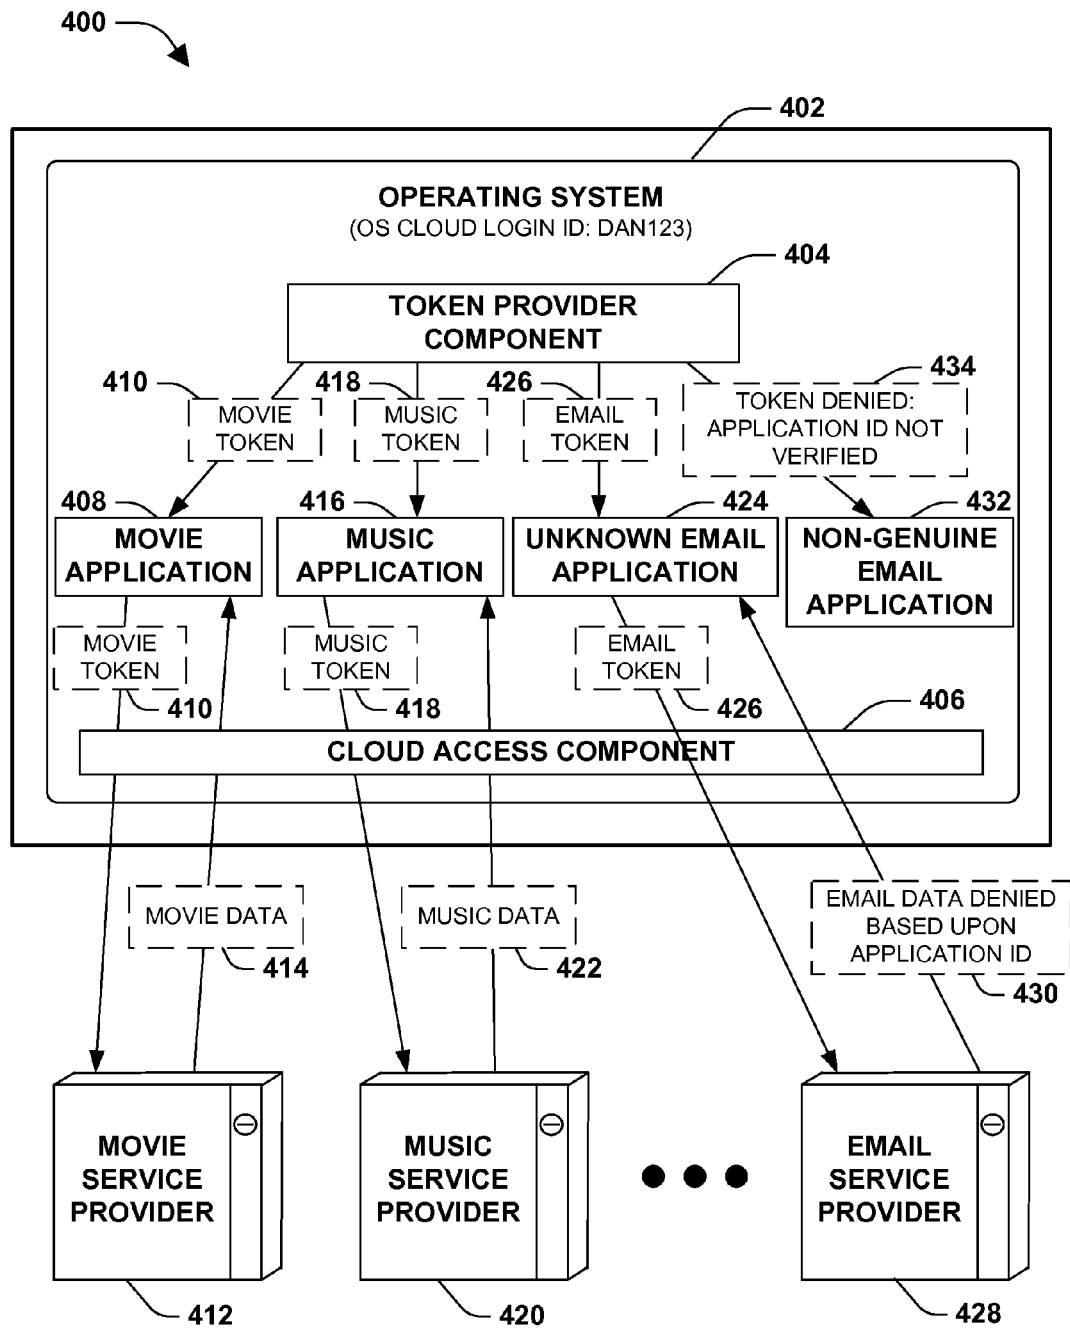 400
402
OPERATING SYSTEM
(OS CLOUD LOGIN ID: DAN123)
404
TOKEN PROVIDER
COMPONENT
410
MOVIE
TOKEN
418
MUSIC
TOKEN
426
EMAIL
TOKEN
434
TOKEN DENIED:
APPLICATION ID NOT
VERIFIED
408
MOVIE
APPLICATION
416
MUSIC
APPLICATION
424
UNKNOWN EMAIL
APPLICATION
432
NON-GENUINE
EMAIL
APPLICATION
MOVIE
TOKEN
410
MUSIC
TOKEN
418
EMAIL
TOKEN
426
406
CLOUD ACCESS COMPONENT
MOVIE DATA
414
MUSIC DATA
422
EMAIL DATA DENIED
BASED UPON
APPLICATION ID
430
MOVIE
SERVICE
PROVIDER
412
MUSIC
SERVICE
PROVIDER
420
EMAIL
SERVICE
PROVIDER
428